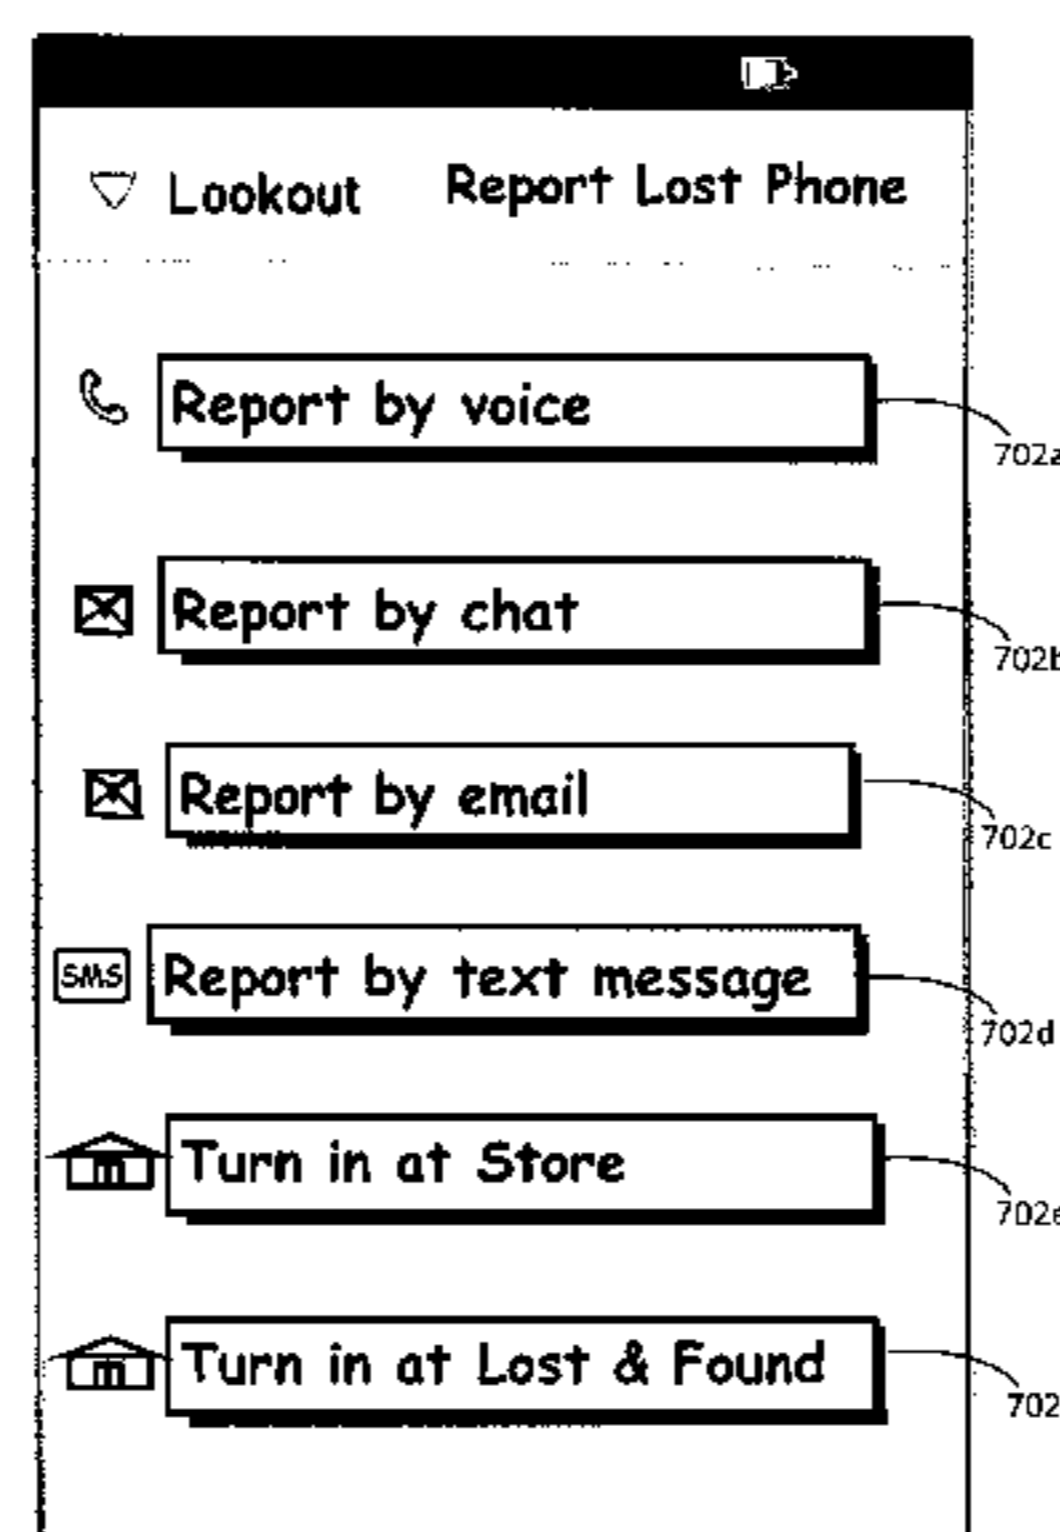 Lookout Report Lost Phone
Report by voice
702a
Report by chat
702b
Report by email
702c
SMS Report by text message
702d
Turn in at Store
702e
Turn in at Lost & Found
702